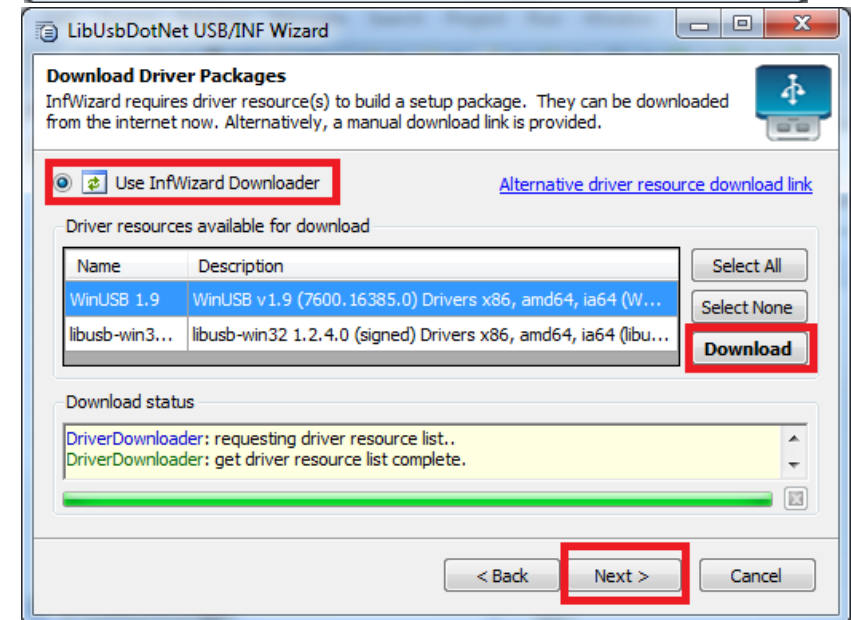 LibUsbDotNet USB/INF Wizard
Download Driver Packages
InfWizard requires driver resource(s) to build a setup package. They can be downloaded
from the internet now. Alternatively, a manual download link is provided.
Use InfWizard Downloader
Alternative driver resource download link
Driver resources available for download
Name Description
Select All
WinUSB 1.9 WinUSB v1.9 (7600.16385.0) Drivers x86, amd64, ia64 (W...
Select None
libusb-win3... libusb-win32 1.2.4.0 (signed) Drivers x86, amd64, ia64 (libu...
Download
Download status
DriverDownloader: requesting driver resource list..
DriverDownloader: get driver resource list complete.
< Back Next > Cancel